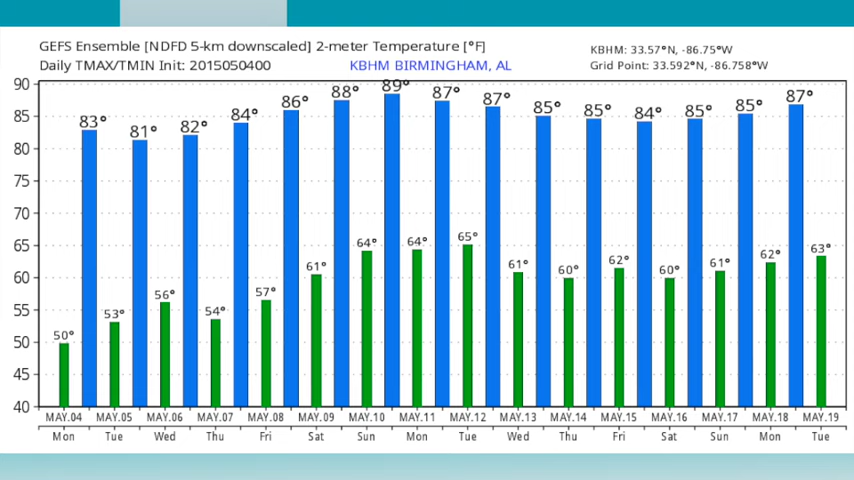 GEFS Ensemble [NDFD 5-km downscaled] 2-meter Temperature [°F]
KBHM: 33.57°N, -86.75°W
Daily TMAX/TMIN Init: 2015050400
KBHM BIRMINGHAM, AL
Grid Point: 33.592°N, -86.758°W
90
85
80
75
70
65
60
55
50
45
40
83° 81° 82° 84° 86° 88° 89° 87° 87° 85° 85° 84° 85° 85° 87°
50° 53° 56° 54° 57° 61° 64° 64° 65° 61° 60° 62° 60° 61° 62° 63°
MAY.04 MAY.05 MAY.06 MAY.07 MAY.08 MAY.09 MAY.10 MAY.11 MAY.12 MAY.13 MAY.14 MAY.15 MAY.16 MAY.17 MAY.18 MAY.19
Mon Tue Wed Thu Fri Sat Sun Mon Tue Wed Thu Fri Sat Sun Mon Tue